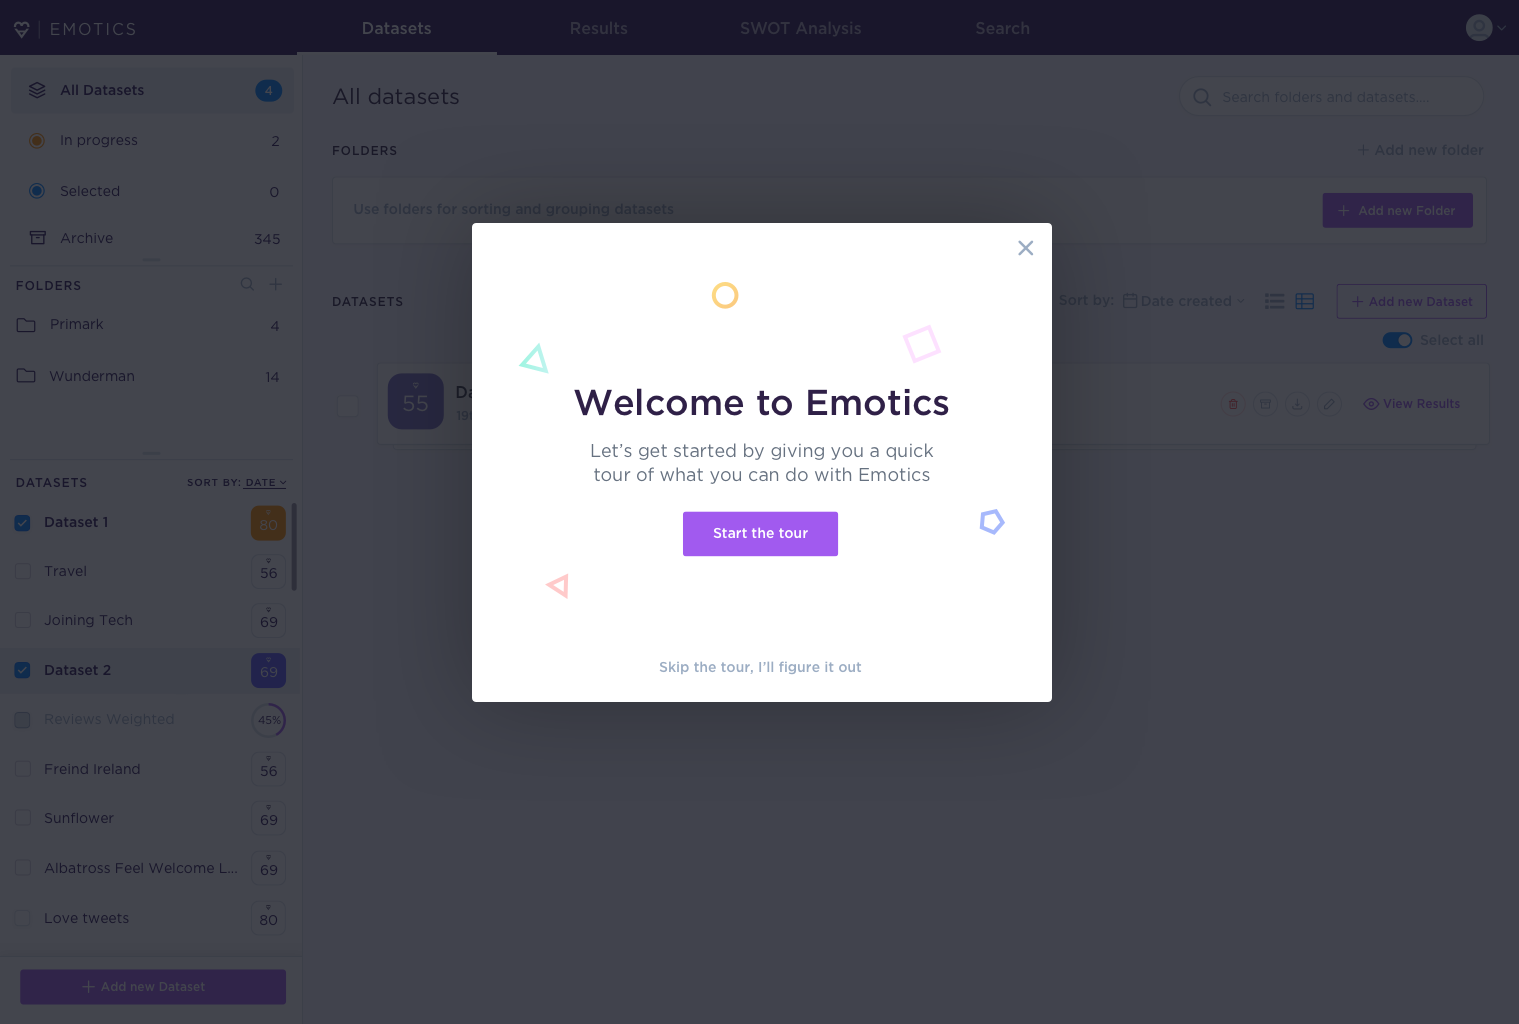 EMOTICS
Datasets
Results
SWOT Analysis
Search
All Datasets
4
In progress
2
Selected
0
Archive
345
FOLDERS
Primark
4
Wunderman
14
DATASETS
SORT BY: DATE
Dataset 1
80
Travel
56
Joining Tech
69
Dataset 2
69
Reviews Weighted
45%
Freind Ireland
56
Sunflower
69
Albatross Feel Welcome L...
69
Love tweets
80
Add new Dataset
All datasets
Search folders and datasets....
FOLDERS
Add new folder
Use folders for sorting and grouping datasets
Add new Folder
DATASETS
Sort by:
Date created
Add new Dataset
Select all
55
View Results
Welcome to Emotics
Let’s get started by giving you a quick
tour of what you can do with Emotics
Start the tour
Skip the tour, I’ll figure it out